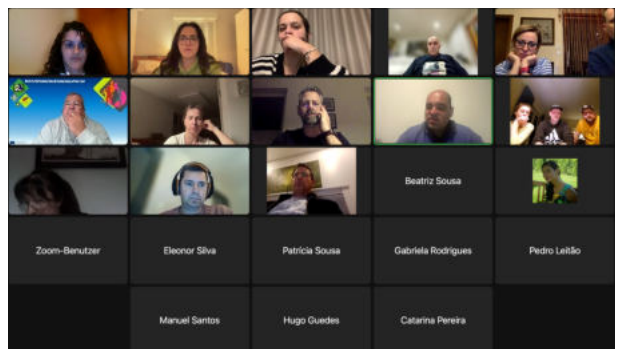 Beatriz Sousa
Zoom-Benutzer
Eleonor Silva
Patrícia Sousa
Gabriela Rodrigues
Pedro Leitão
Manuel Santos
Hugo Guedes
Catarina Pereira